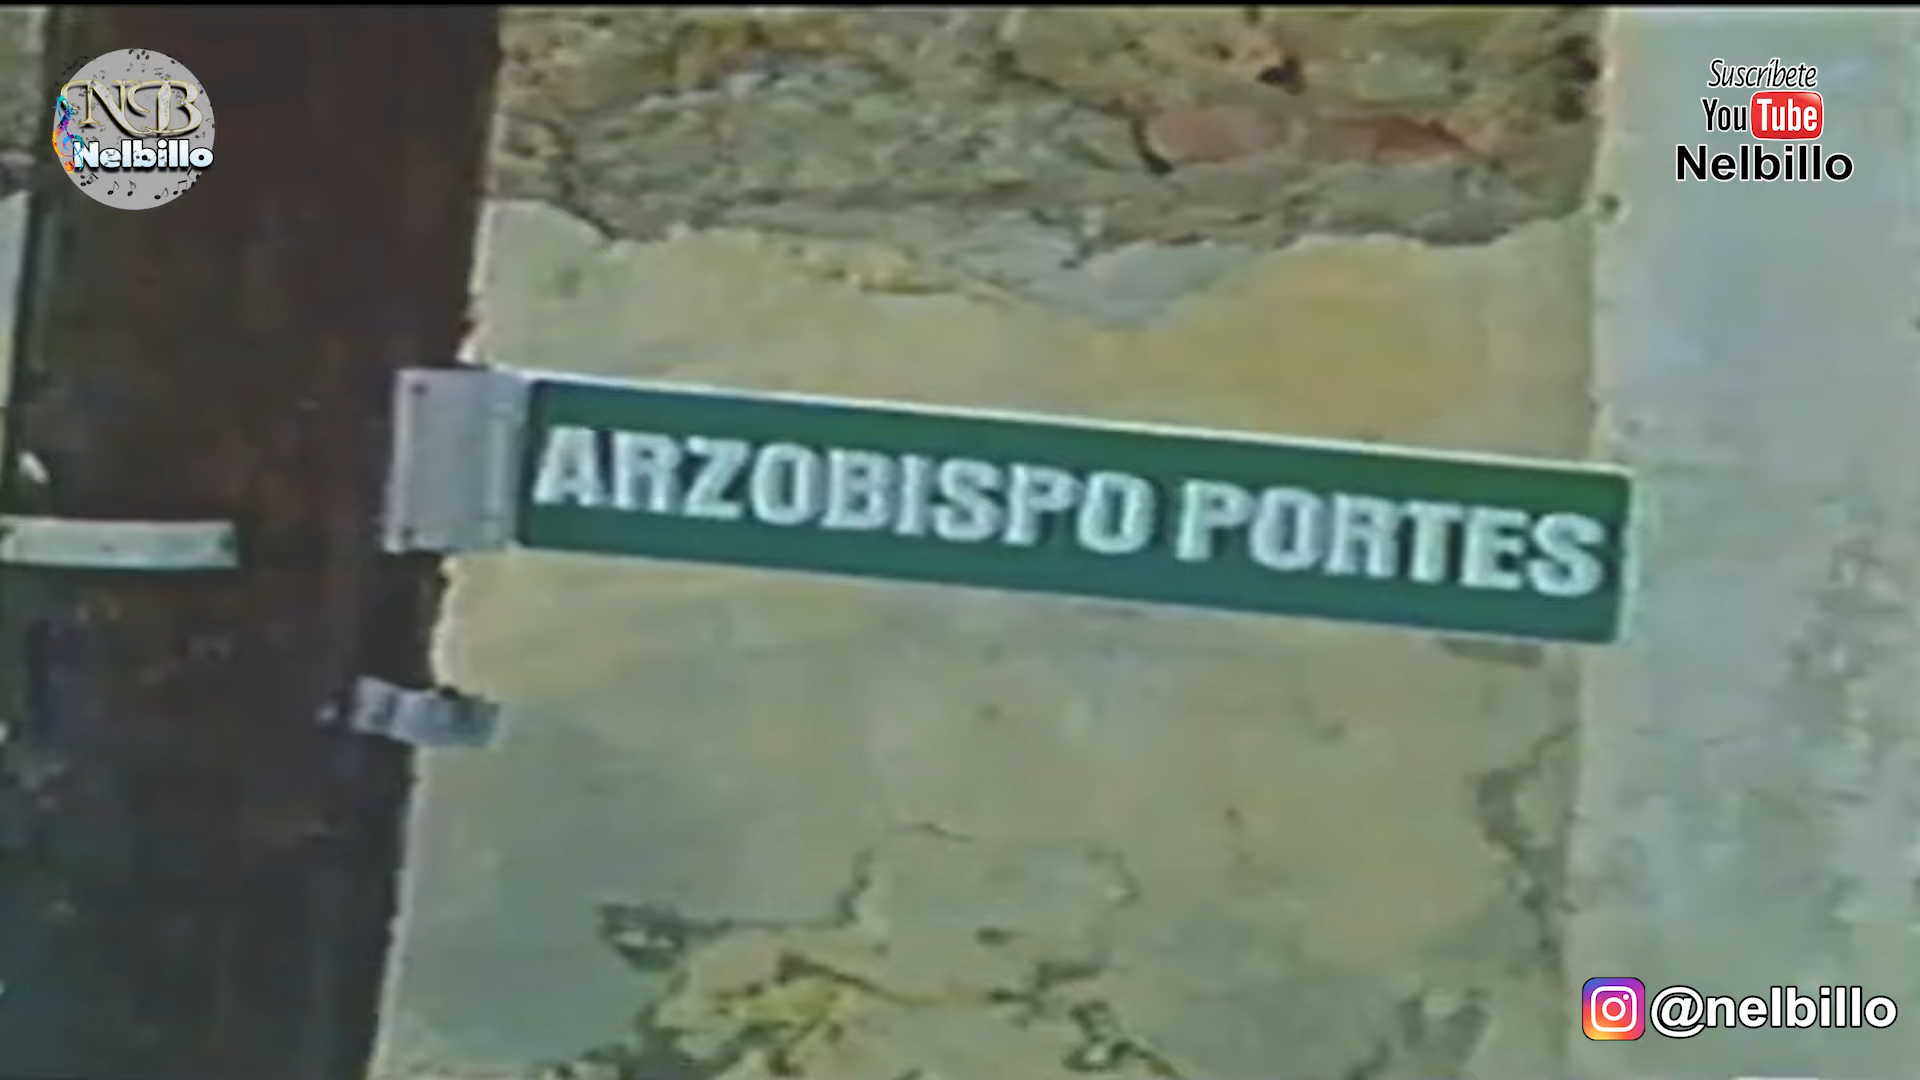 NB
Nelbillo
Suscríbete
YouTube
Nelbillo
ARZOBISPO PORTES
@nelbillo